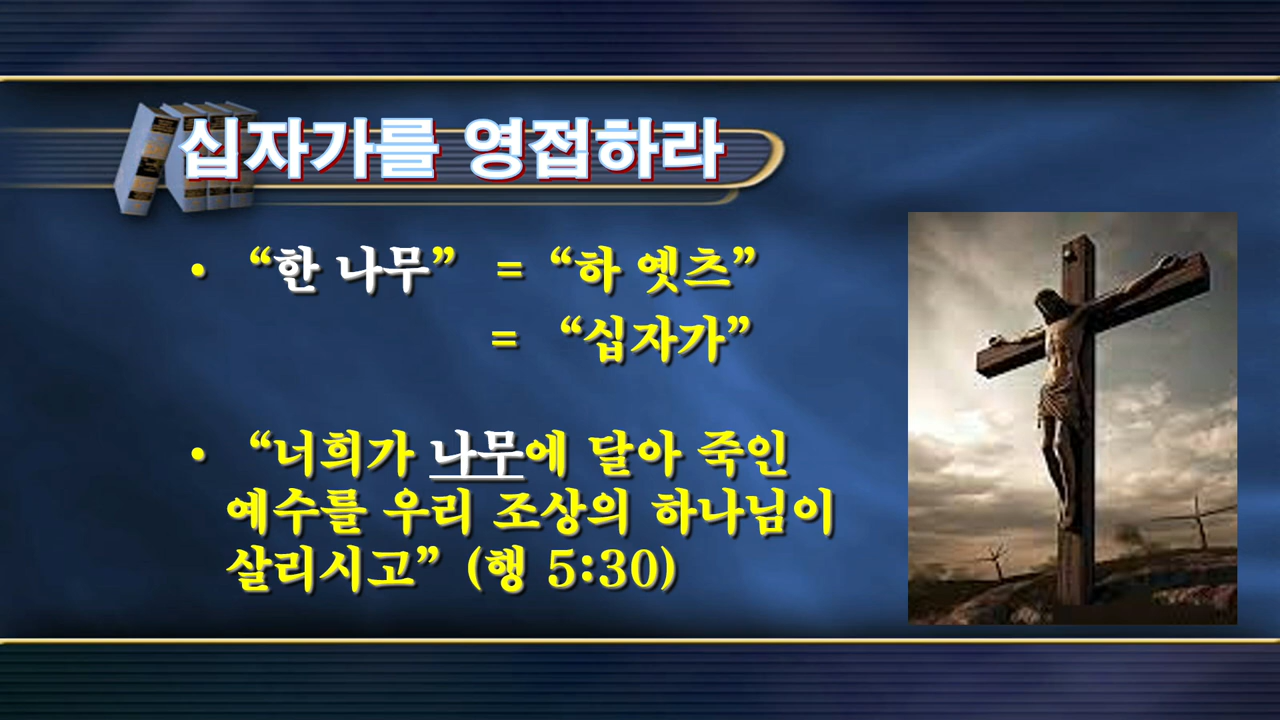 십자가를 영접하라
• “한 나무” = “하 옛츠”
= “십자가”
• “너희가 나무에 달아 죽인
예수를 우리 조상의 하나님이
살리시고” (행 5:30)